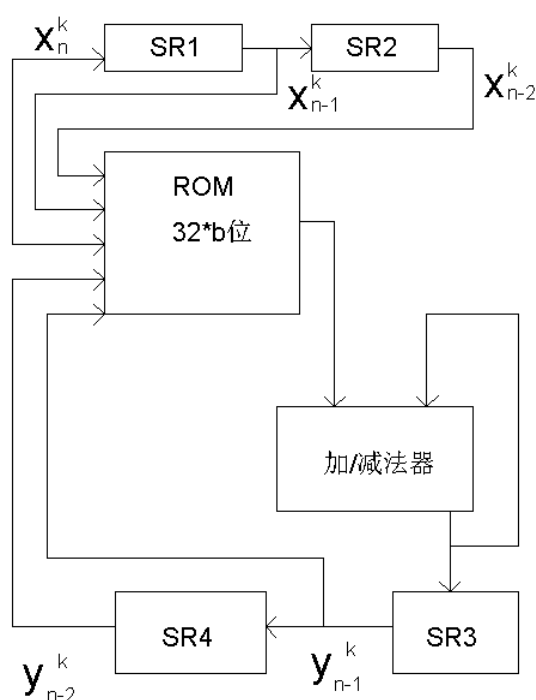 x_n^k
SR1
SR2
x_{n-1}^k
x_{n-2}^k
ROM
32*b位
加/减法器
SR4
SR3
y_{n-2}^k
y_{n-1}^k